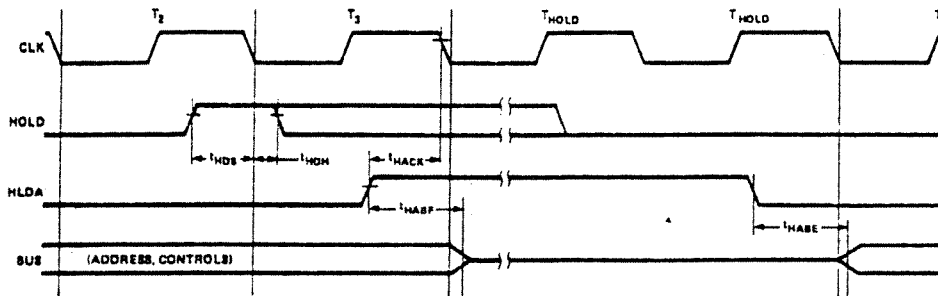 T2 T3 THOLD THOLD T
CLK
HOLD
tHDS tHDH tHACK
HLDA
tHABF tHABE
BUS (ADDRESS, CONTROLS)